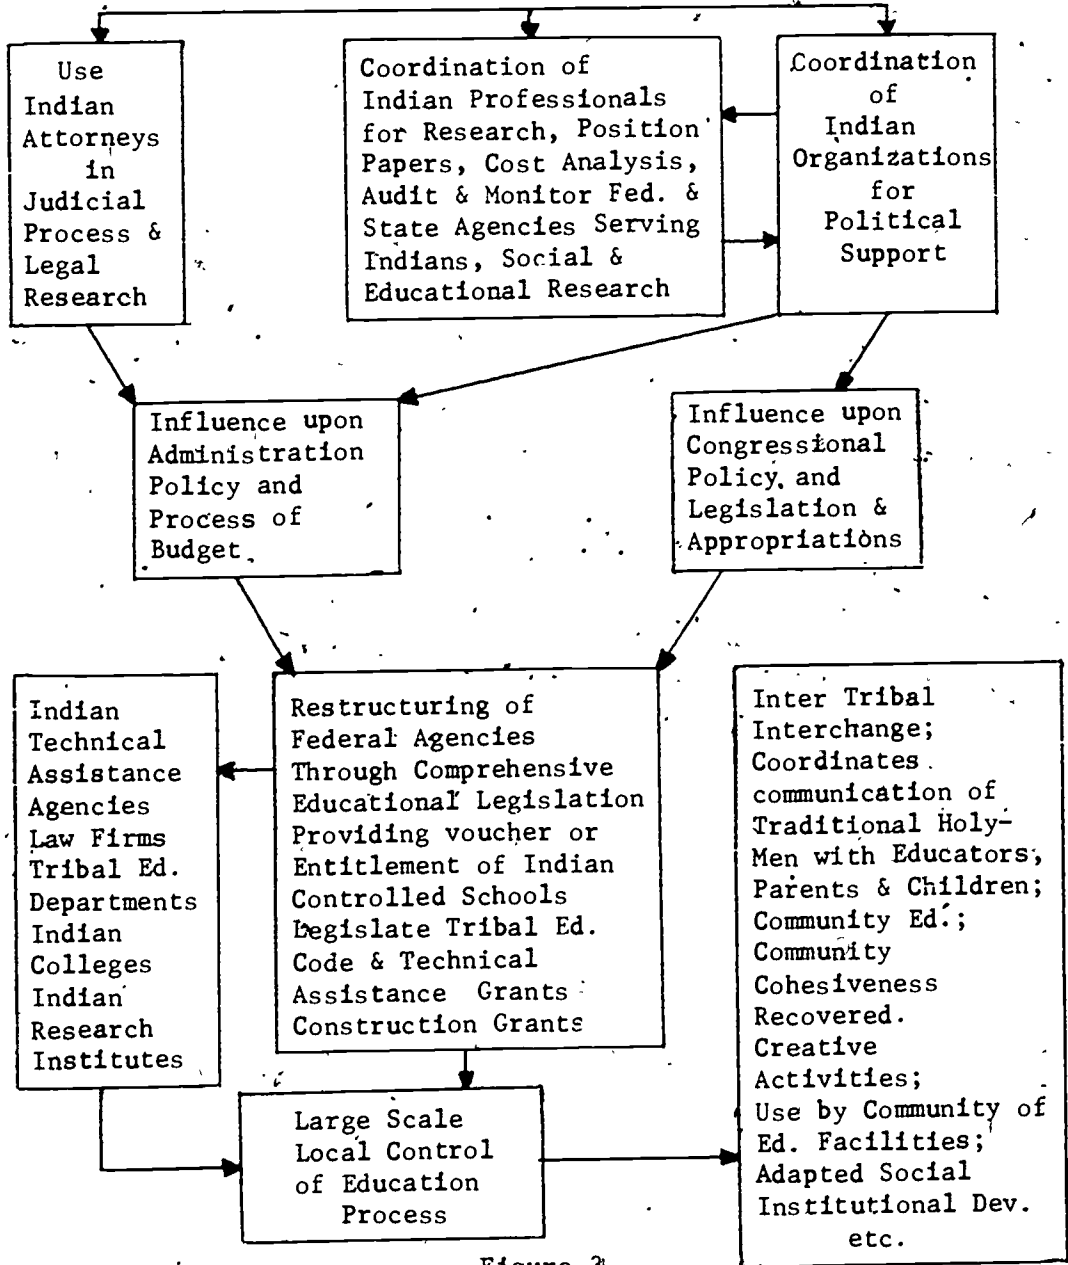 Use
Indian
Attorneys
in
Judicial
Process &
Legal
Research
Coordination of
Indian Professionals
for Research, Position
Papers, Cost Analysis,
Audit & Monitor Fed. &
State Agencies Serving
Indians, Social &
Educational Research
Coordination
of
Indian
Organizations
for
Political
Support
Influence upon
Administration
Policy and
Process of
Budget
Influence upon
Congressional
Policy and
Legislation &
Appropriations
Indian
Technical
Assistance
Agencies
Law Firms
Tribal Ed.
Departments
Indian
Colleges
Indian
Research
Institutes
Restructuring of
Federal Agencies
Through Comprehensive
Educational Legislation
Providing voucher or
Entitlement of Indian
Controlled Schools
Legislate Tribal Ed.
Code & Technical
Assistance Grants
Construction Grants
Inter Tribal
Interchange;
Coordinates
communication of
Traditional Holy-
Men with Educators,
Parents & Children;
Community Ed.;
Community
Cohesiveness
Recovered.
Creative
Activities;
Use by Community of
Ed. Facilities;
Adapted Social
Institutional Dev.
etc.
Large Scale
Local Control
of Education
Process
Figure